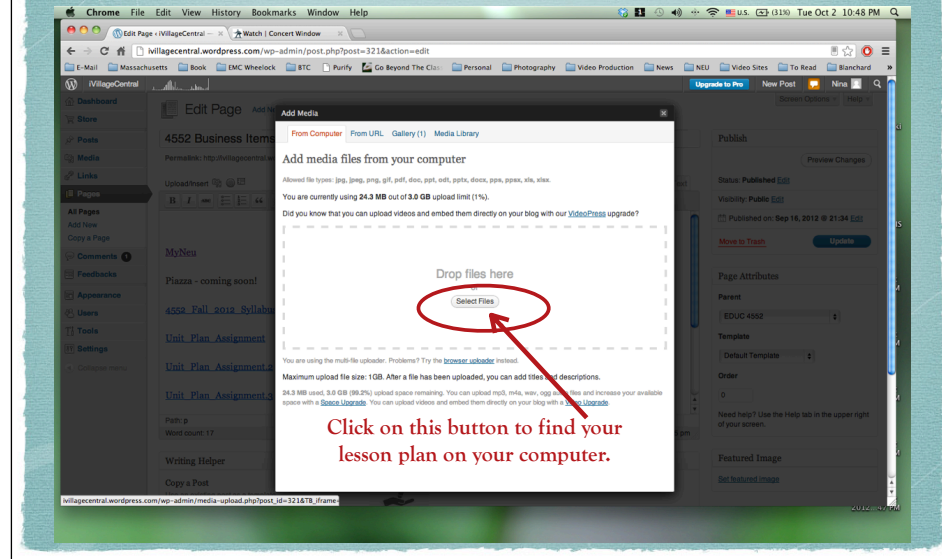 Chrome File Edit View History Bookmarks Window Help U.S. (31%) Tue Oct 2 10:48 PM
Edit Page ‹ iVillageCentral — Watch | Concert Window
ivillagecentral.wordpress.com/wp-admin/post.php?post=321&action=edit
E-Mail Massachusetts Book EMC Wheelock BTC Purify Go Beyond The Clas Personal Photography Video Production News NEU Video Sites To Read Blanchard »
iVillageCentral Upgrade to Pro New Post Nina
Dashboard
Store
Posts
Media
Links
Pages
All Pages
Add New
Copy a Page
Comments
Feedbacks
Appearance
Users
Tools
Settings
Collapse menu
Screen Options Help
Edit Page Add Ne
4552 Business Items
Permalink: http://ivillagecentral.w
Upload/Insert
B I ABC
MyNeu
Piazza - coming soon!
4552 Fall 2012 Syllabu
Unit Plan Assignment
Unit Plan Assignment.2
Unit Plan Assignment.3
Path: p
Word count: 17
Writing Helper
Copy a Post
Add Media
From Computer From URL Gallery (1) Media Library
Add media files from your computer
Allowed file types: jpg, jpeg, png, gif, pdf, doc, ppt, odt, pptx, docx, pps, ppsx, xls, xlsx.
You are currently using 24.3 MB out of 3.0 GB upload limit (1%).
Did you know that you can upload videos and embed them directly on your blog with our VideoPress upgrade?
Drop files here
or
Select Files
You are using the multi-file uploader. Problems? Try the browser uploader instead.
Maximum upload file size: 1GB. After a file has been uploaded, you can add titles and descriptions.
24.3 MB used, 3.0 GB (99.2%) upload space remaining. You can upload mp3, m4a, wav, ogg audio files and increase your available
space with a Space Upgrade. You can upload videos and embed them directly on your blog with a Video Upgrade.
Click on this button to find your
lesson plan on your computer.
Publish
Preview Changes
Status: Published Edit
Visibility: Public Edit
Published on: Sep 16, 2012 @ 21:34 Edit
Move to Trash Update
Page Attributes
Parent
EDUC 4552
Template
Default Template
Order
0
Need help? Use the Help tab in the upper right
of your screen.
Featured Image
Set featured image
ivillagecentral.wordpress.com/wp-admin/media-upload.php?post_id=321&TB_iframe=